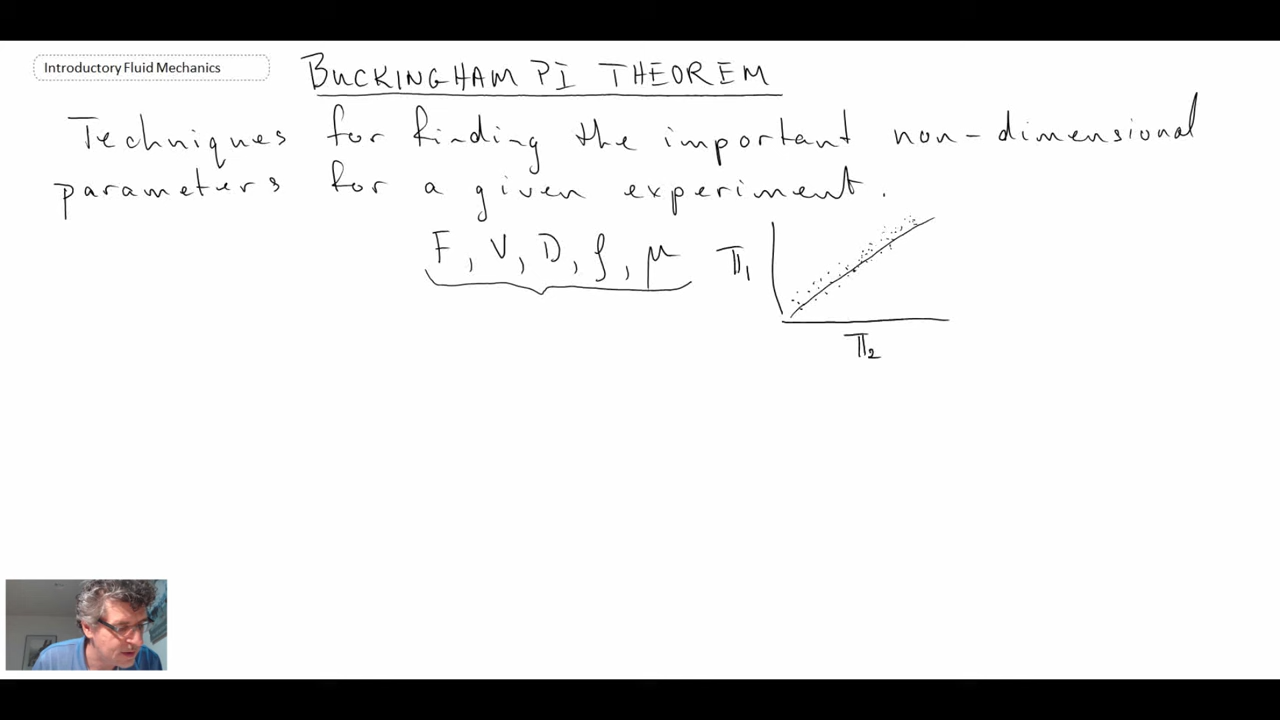 Introductory Fluid Mechanics
BUCKINGHAM PI THEOREM
Techniques for finding the important non-dimensional
parameters for a given experiment.
F, V, D, ρ, μ
π₁
π₂